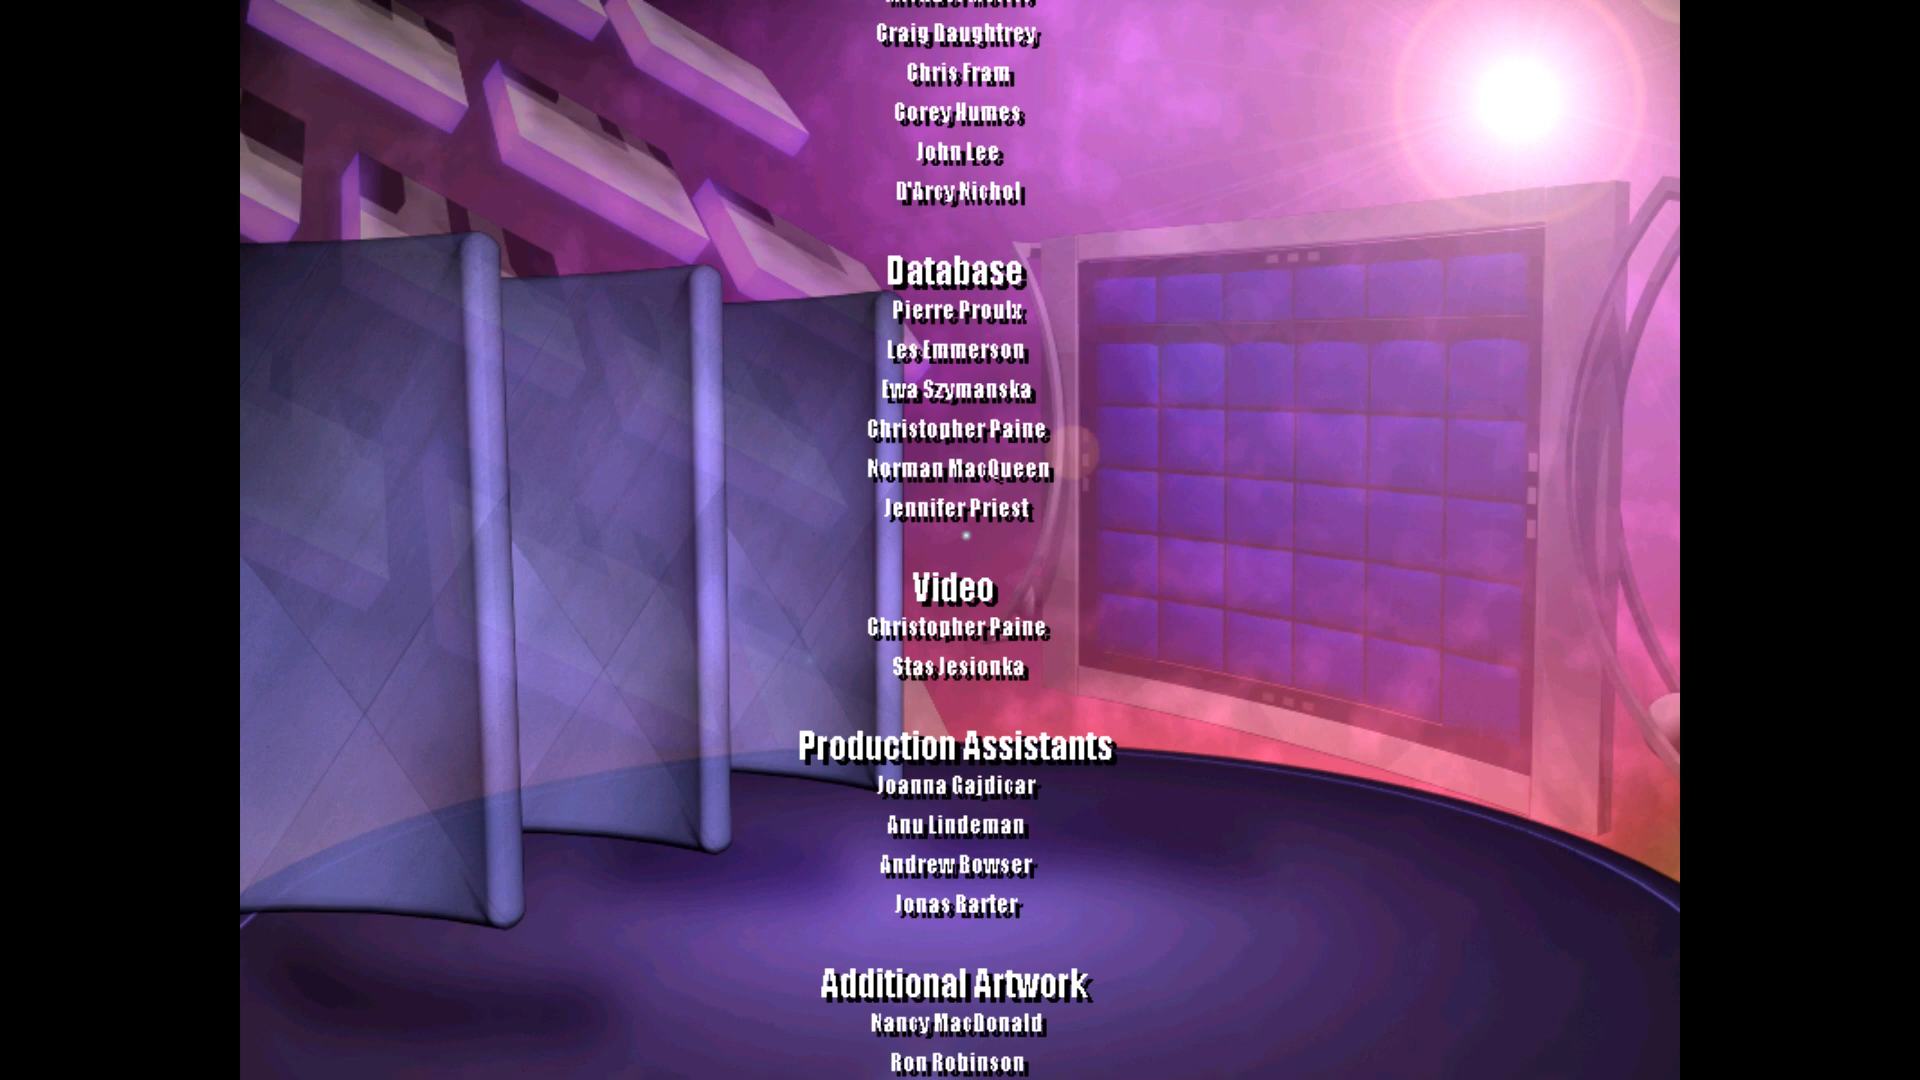 Craig Daughtrey
Chris Fram
Corey Humes
John Lee
D'Arcy Nichol
Database
Pierre Proulx
Les Emmerson
Ewa Szymanska
Christopher Paine
Norman MacQueen
Jennifer Priest
Video
Christopher Paine
Stas Jesionka
Production Assistants
Joanna Gajdicar
Anu Lindeman
Andrew Bowser
Jonas Barter
Additional Artwork
Nancy MacDonald
Ron Robinson